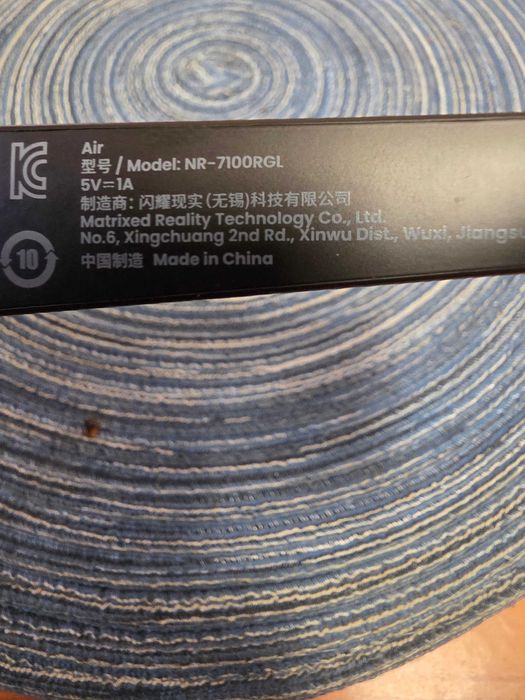 Air
型号 / Model: NR-7100RGL
5V⎓1A
制造商: 闪耀现实 (无锡) 科技有限公司
Matrixed Reality Technology Co., Ltd.
No.6, Xingchuang 2nd Rd., Xinwu Dist., Wuxi, Jiangsu
10
中国制造 Made in China